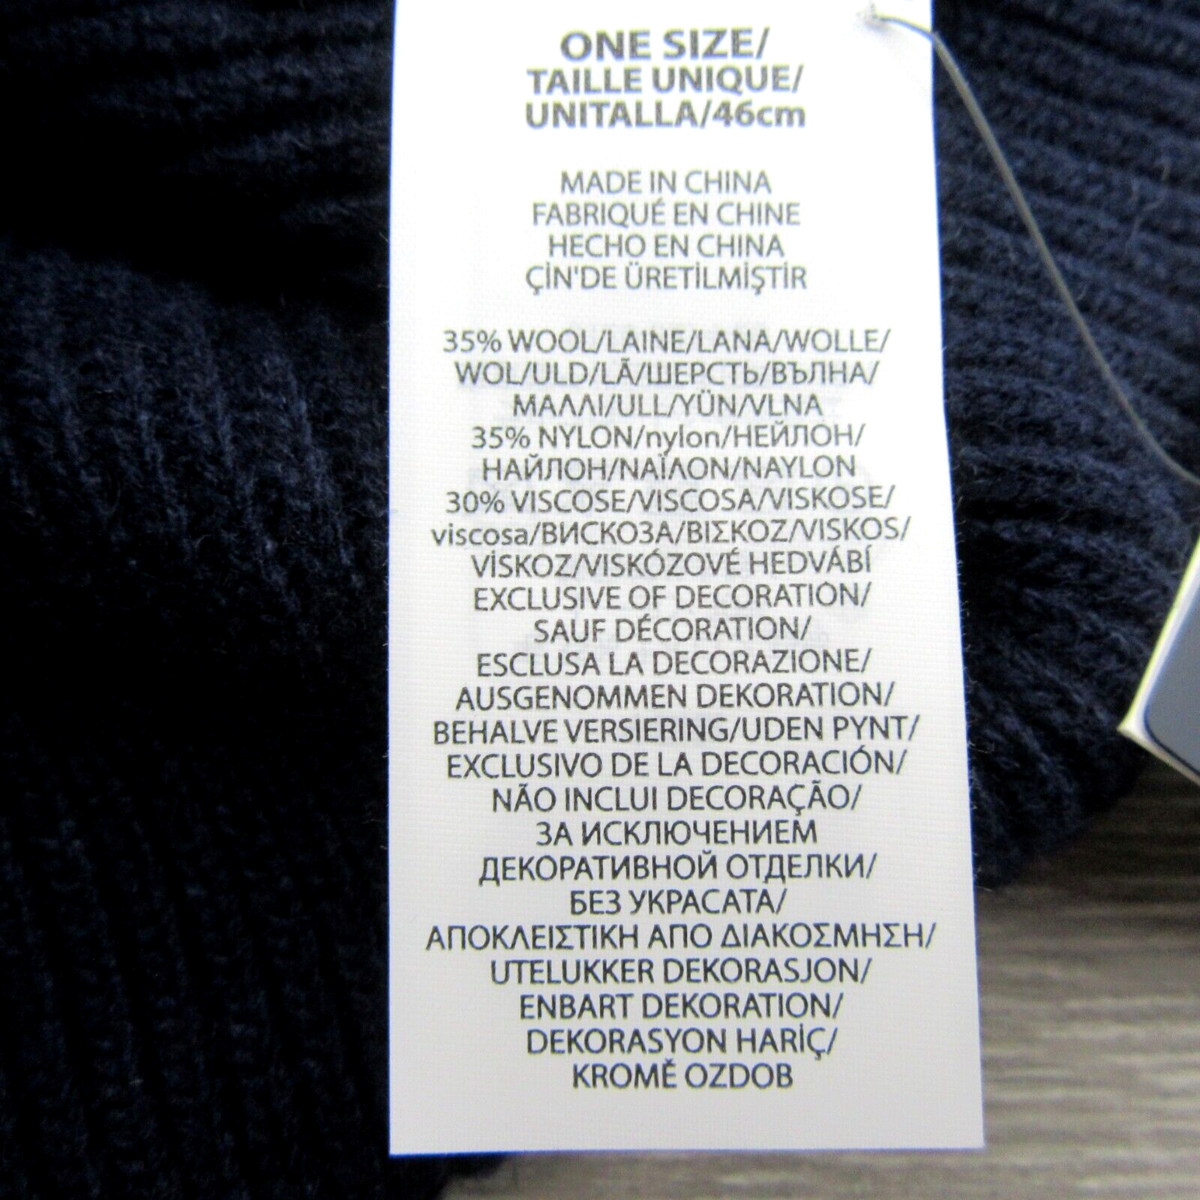 ONE SIZE/
TAILLE UNIQUE/
UNITALLA/46cm
MADE IN CHINA
FABRIQUÉ EN CHINE
HECHO EN CHINA
ÇİN'DE ÜRETİLMİŞTİR
35% WOOL/LAINE/LANA/WOLLE/
WOL/ULD/LÃ/ШЕРСТЬ/ВЪЛНА/
ΜΑΛΛΙ/ULL/YÜN/VLNA
35% NYLON/nylon/НЕЙЛОН/
НАЙЛОН/ΝΑΪΛΟΝ/NAYLON
30% VISCOSE/VISCOSA/VISKOSE/
viscosa/ВИСКОЗА/ΒΙΣΚΟΖ/VISKOS/
VİSKOZ/VISKÓZOVÉ HEDVÁBÍ
EXCLUSIVE OF DECORATION/
SAUF DÉCORATION/
ESCLUSA LA DECORAZIONE/
AUSGENOMMEN DEKORATION/
BEHALVE VERSIERING/UDEN PYNT/
EXCLUSIVO DE LA DECORACIÓN/
NÃO INCLUI DECORAÇÃO/
ЗА ИСКЛЮЧЕНИЕМ
ДЕКОРАТИВНОЙ ОТДЕЛКИ/
БЕЗ УКРАСАТА/
ΑΠΟΚΛΕΙΣΤΙΚΗ ΑΠΟ ΔΙΑΚΟΣΜΗΣΗ/
UTELUKKER DEKORASJON/
ENBART DEKORATION/
DEKORASYON HARİÇ/
KROMĚ OZDOB